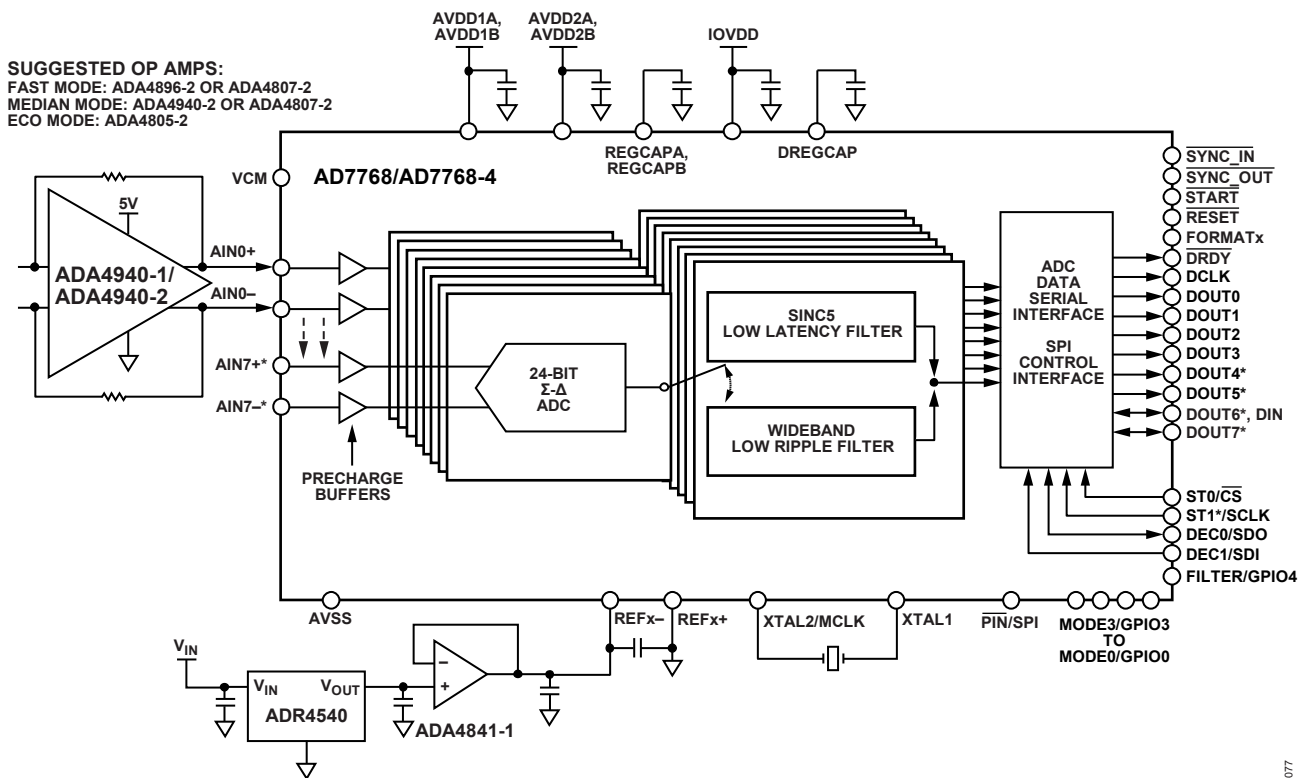 AVDD1A,
AVDD1B
AVDD2A,
AVDD2B
IOVDD
SUGGESTED OP AMPS:
FAST MODE: ADA4896-2 OR ADA4807-2
MEDIAN MODE: ADA4940-2 OR ADA4807-2
ECO MODE: ADA4805-2
REGCAPA,
REGCAPB
DREGCAP
VCM
AD7768/AD7768-4
5V
ADA4940-1/
ADA4940-2
AIN0+
AIN0–
AIN7+*
AIN7–*
PRECHARGE
BUFFERS
24-BIT
Σ-Δ
ADC
SINC5
LOW LATENCY FILTER
WIDEBAND
LOW RIPPLE FILTER
ADC
DATA
SERIAL
INTERFACE
SPI
CONTROL
INTERFACE
SYNC_IN
SYNC_OUT
START
RESET
FORMATx
DRDY
DCLK
DOUT0
DOUT1
DOUT2
DOUT3
DOUT4*
DOUT5*
DOUT6*, DIN
DOUT7*
ST0/CS
ST1*/SCLK
DEC0/SDO
DEC1/SDI
FILTER/GPIO4
AVSS
REFx–
REFx+
XTAL2/MCLK
XTAL1
PIN/SPI
MODE3/GPIO3
TO
MODE0/GPIO0
VIN
VIN
VOUT
ADR4540
–
+
ADA4841-1
077